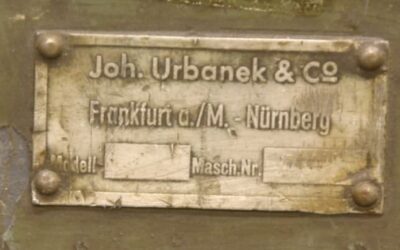 Joh. Urbanek & Co
Frankfurt a./M. - Nürnberg
Modell Masch.Nr.